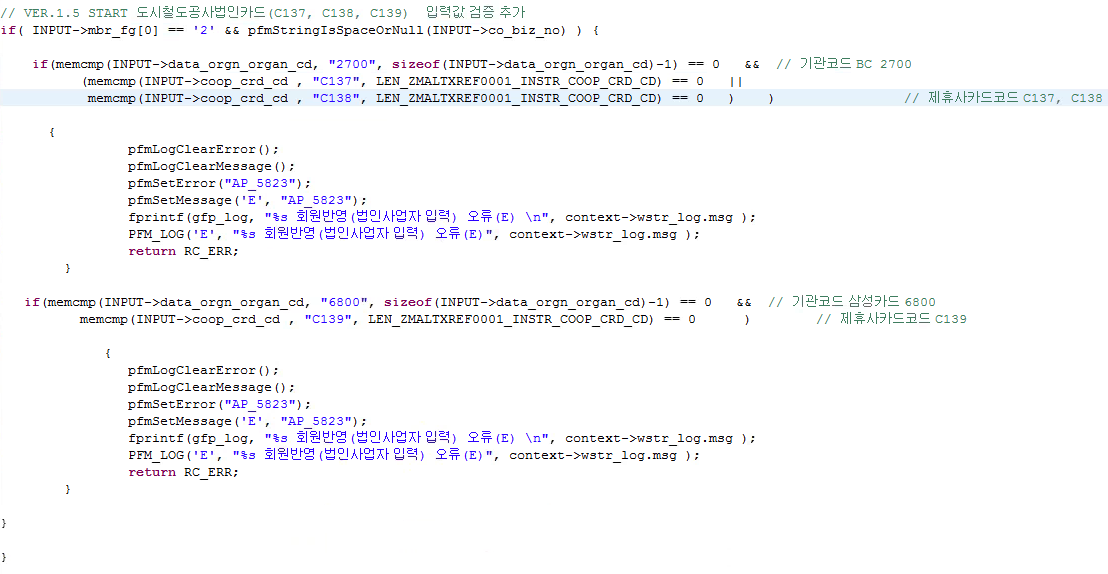 // VER.1.5 START 도시철도공사법인카드(C137, C138, C139)  입력값 검증 추가
if( INPUT->mbr_fg[0] == '2' && pfmStringIsSpaceOrNull(INPUT->co_biz_no) ) {
if(memcmp(INPUT->data_orgn_organ_cd, "2700", sizeof(INPUT->data_orgn_organ_cd)-1) == 0   &&  // 기관코드 BC 2700
(memcmp(INPUT->coop_crd_cd , "C137", LEN_ZMALTXREF0001_INSTR_COOP_CRD_CD) == 0   ||
memcmp(INPUT->coop_crd_cd , "C138", LEN_ZMALTXREF0001_INSTR_COOP_CRD_CD) == 0   )    )                 // 제휴사카드코드 C137, C138
{
pfmLogClearError();
pfmLogClearMessage();
pfmSetError("AP_5823");
pfmSetMessage('E', "AP_5823");
fprintf(gfp_log, "%s 회원반영(법인사업자 입력) 오류(E) \n", context->wstr_log.msg );
PFM_LOG('E', "%s 회원반영(법인사업자 입력) 오류(E)", context->wstr_log.msg );
return RC_ERR;
}
if(memcmp(INPUT->data_orgn_organ_cd, "6800", sizeof(INPUT->data_orgn_organ_cd)-1) == 0   &&  // 기관코드 삼성카드 6800
memcmp(INPUT->coop_crd_cd , "C139", LEN_ZMALTXREF0001_INSTR_COOP_CRD_CD) == 0      )         // 제휴사카드코드 C139
{
pfmLogClearError();
pfmLogClearMessage();
pfmSetError("AP_5823");
pfmSetMessage('E', "AP_5823");
fprintf(gfp_log, "%s 회원반영(법인사업자 입력) 오류(E) \n", context->wstr_log.msg );
PFM_LOG('E', "%s 회원반영(법인사업자 입력) 오류(E)", context->wstr_log.msg );
return RC_ERR;
}
}
}